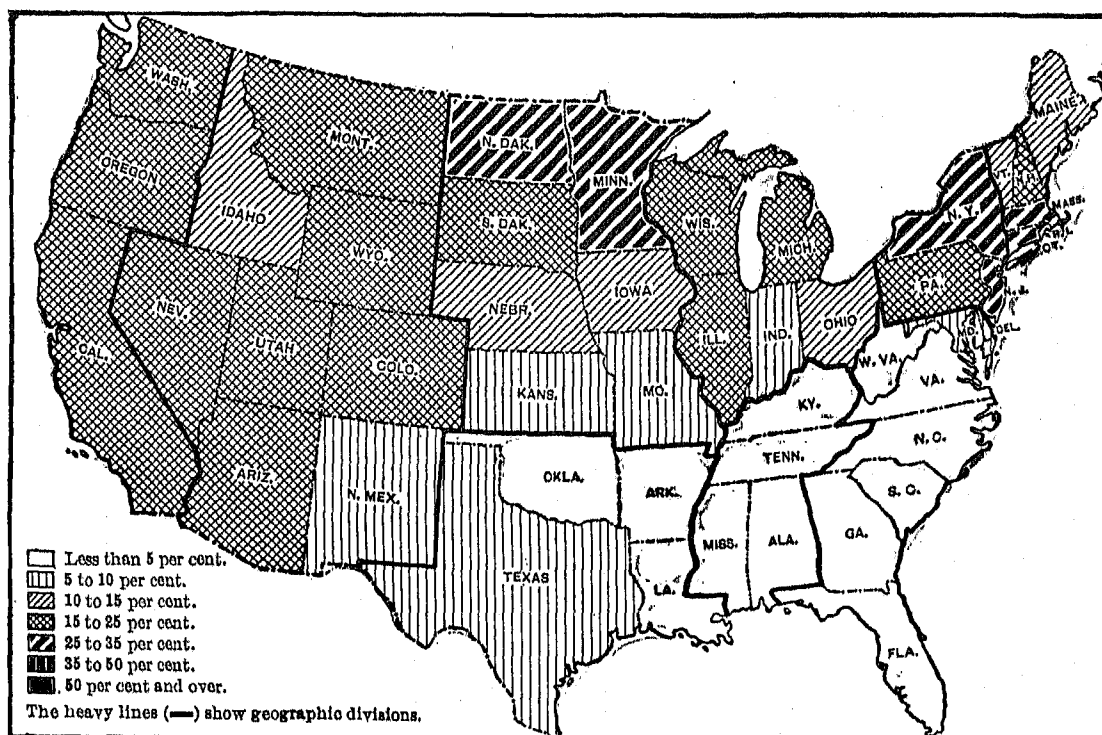 WASH.
MONT.
N. DAK.
MINN.
MAINE
OREGON
IDAHO
WYO.
S. DAK.
WIS.
MICH.
VT.
N.H.
N. Y.
MASS.
R.I.
CT.
NEV.
UTAH
COLO.
NEBR.
IOWA
ILL.
IND.
OHIO
PA.
N.J.
CAL.
KANS.
MO.
KY.
W. VA.
VA.
MD.
DEL.
ARIZ.
N. MEX.
OKLA.
ARK.
TENN.
N. C.
S. C.
TEXAS
LA.
MISS.
ALA.
GA.
FLA.
Less than 5 per cent.
5 to 10 per cent.
10 to 15 per cent.
15 to 25 per cent.
25 to 35 per cent.
35 to 50 per cent.
50 per cent and over.
The heavy lines (━) show geographic divisions.